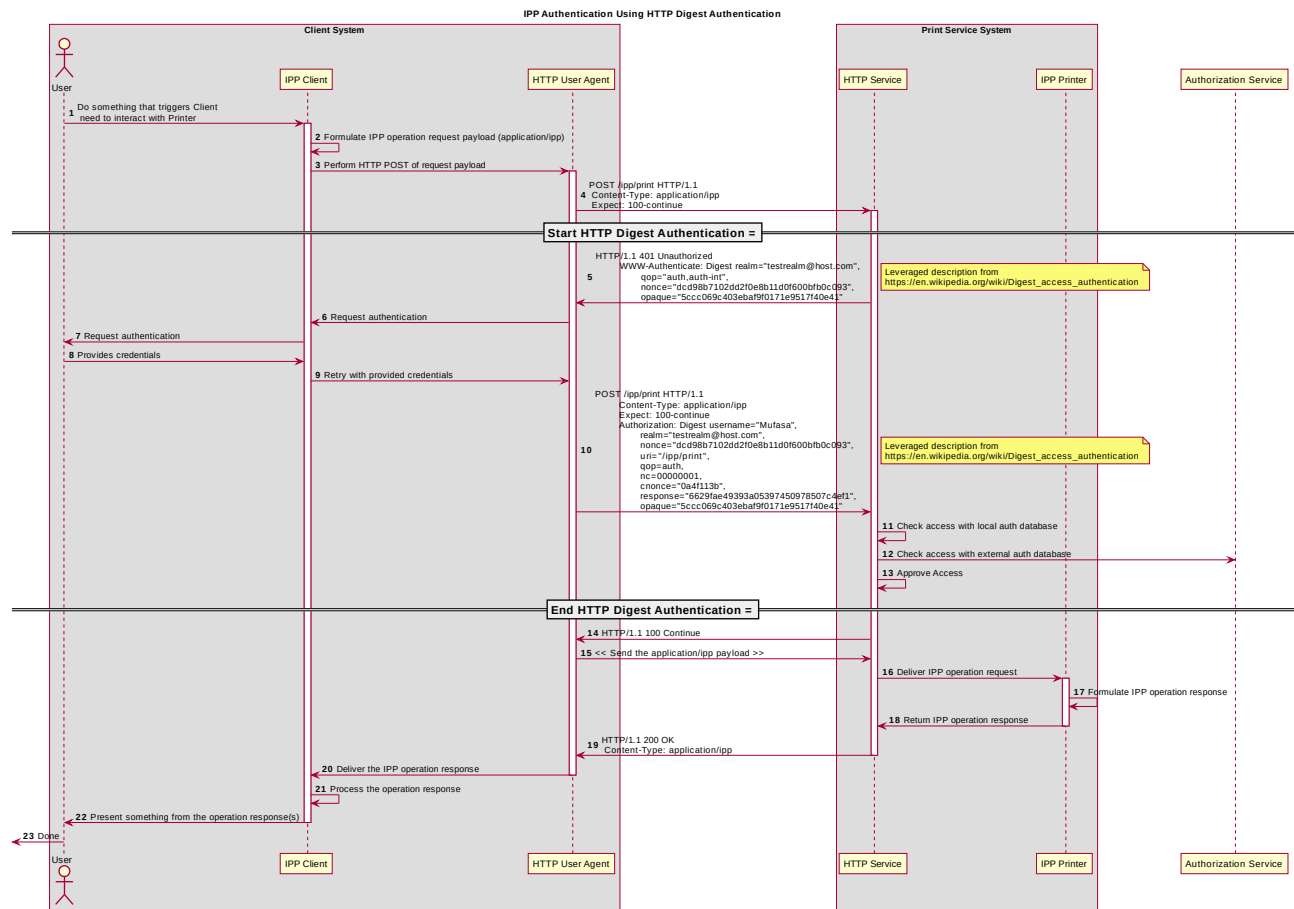 IPP Authentication Using HTTP Digest Authentication
Client System
Print Service System
User
IPP Client
HTTP User Agent
HTTP Service
IPP Printer
Authorization Service
1 Do something that triggers Client
need to interact with Printer
2 Formulate IPP operation request payload (application/ipp)
3 Perform HTTP POST of request payload
4 POST /ipp/print HTTP/1.1
Content-Type: application/ipp
Expect: 100-continue
Start HTTP Digest Authentication =
5 HTTP/1.1 401 Unauthorized
WWW-Authenticate: Digest realm="testrealm@host.com",
qop="auth,auth-int",
nonce="dcd98b7102dd2f0e8b11d0f600bfb0c093",
opaque="5ccc069c403ebaf9f0171e9517f40e41"
Leveraged description from
https://en.wikipedia.org/wiki/Digest_access_authentication
6 Request authentication
7 Request authentication
8 Provides credentials
9 Retry with provided credentials
10 POST /ipp/print HTTP/1.1
Content-Type: application/ipp
Expect: 100-continue
Authorization: Digest username="Mufasa",
realm="testrealm@host.com",
nonce="dcd98b7102dd2f0e8b11d0f600bfb0c093",
uri="/ipp/print",
qop=auth,
nc=00000001,
cnonce="0a4f113b",
response="6629fae49393a05397450978507c4ef1",
opaque="5ccc069c403ebaf9f0171e9517f40e41"
Leveraged description from
https://en.wikipedia.org/wiki/Digest_access_authentication
11 Check access with local auth database
12 Check access with external auth database
13 Approve Access
End HTTP Digest Authentication =
14 HTTP/1.1 100 Continue
15 << Send the application/ipp payload >>
16 Deliver IPP operation request
17 Formulate IPP operation response
18 Return IPP operation response
19 HTTP/1.1 200 OK
Content-Type: application/ipp
20 Deliver the IPP operation response
21 Process the operation response
22 Present something from the operation response(s)
23 Done
User
IPP Client
HTTP User Agent
HTTP Service
IPP Printer
Authorization Service